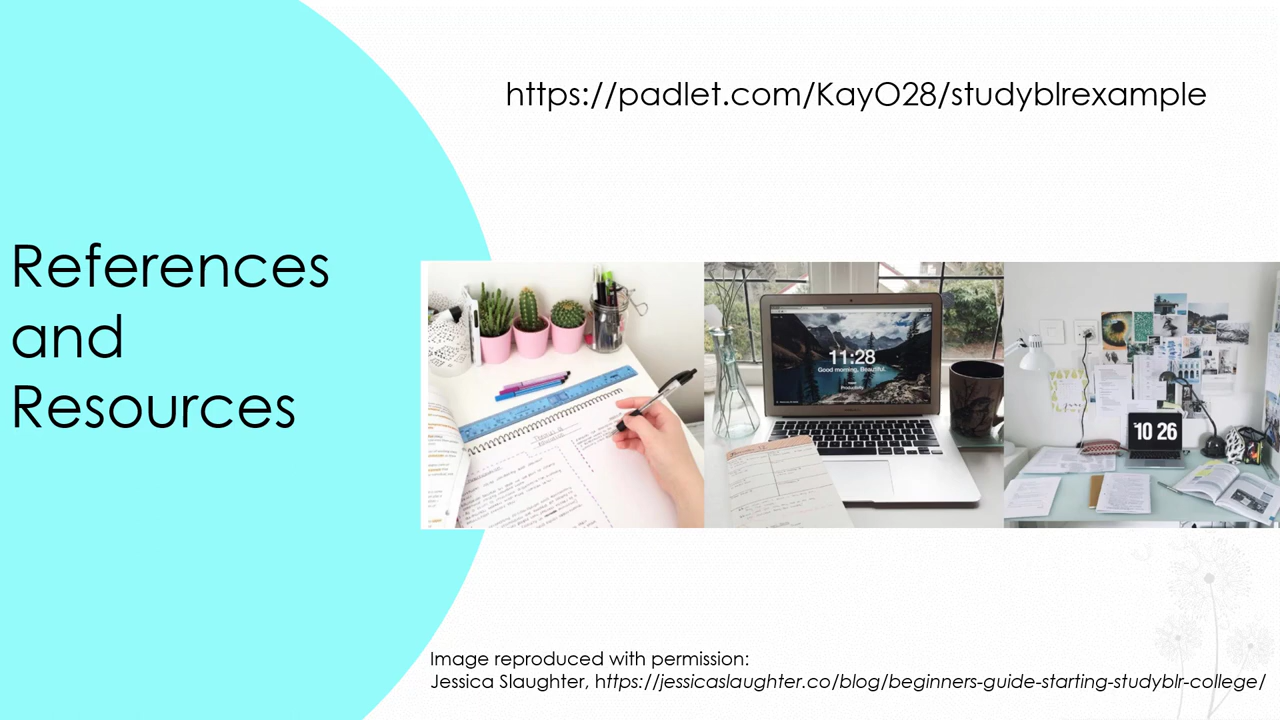 https://padlet.com/KayO28/studyblrexample
References
and
Resources
11:28
Good morning, Beautiful.
10 26
Image reproduced with permission:
Jessica Slaughter, https://jessicaslaughter.co/blog/beginners-guide-starting-studyblr-college/